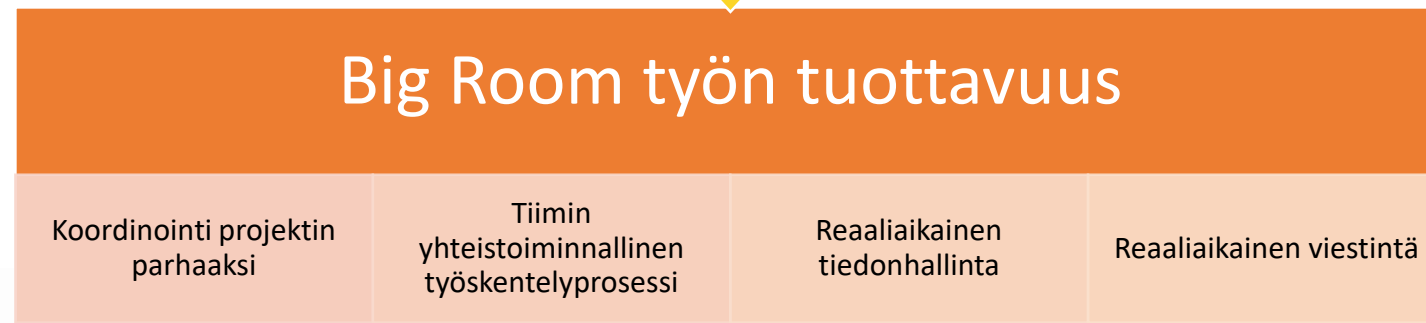 Big Room työn tuottavuus
Koordinointi projektin
parhaaksi
Tiimin
yhteistoiminnallinen
työskentelyprosessi
Reaaliaikainen
tiedonhallinta
Reaaliaikainen viestintä